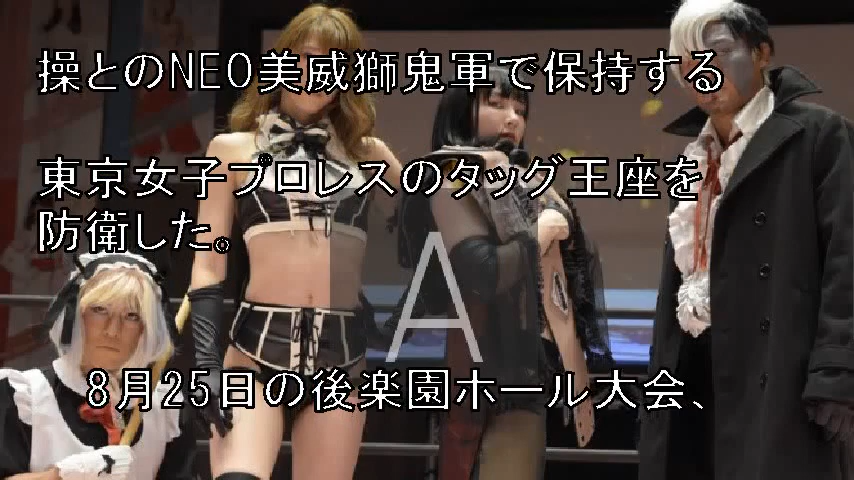 操とのNEO美威獅鬼軍で保持する
東京女子プロレスのタッグ王座を
防衛した。
A
8月25日の後楽園ホール大会、